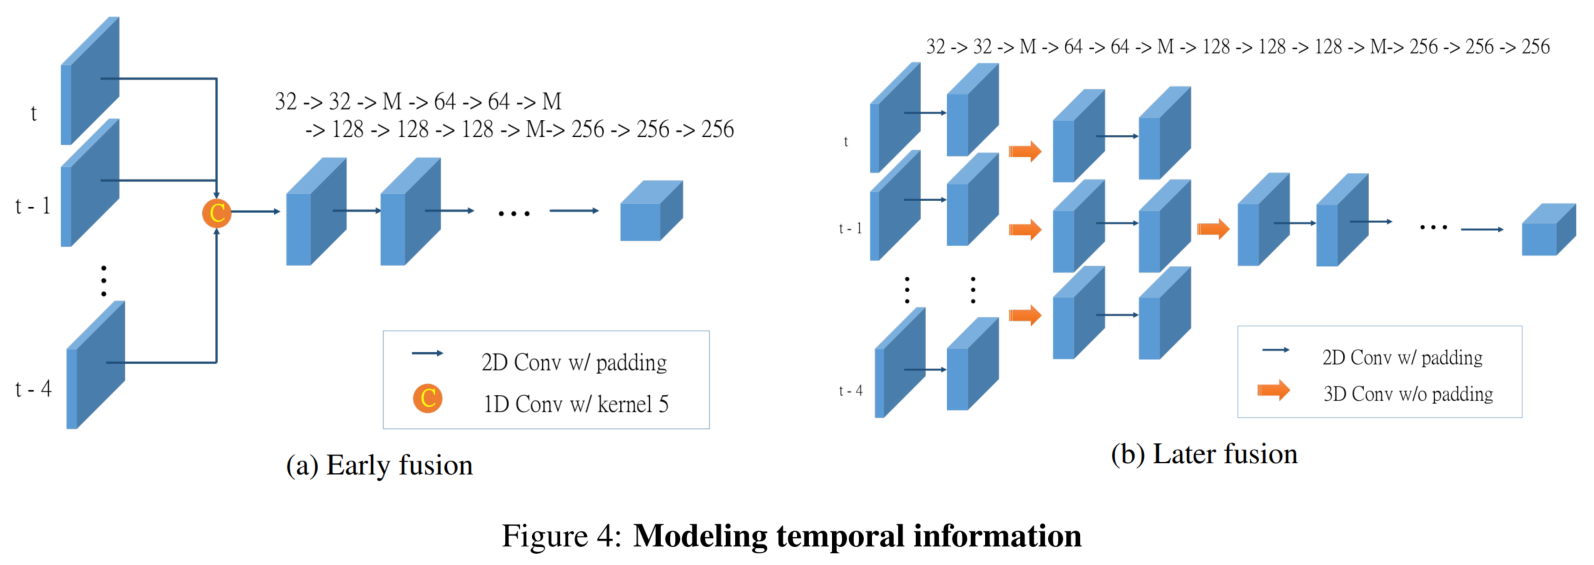 32 -> 32 -> M -> 64 -> 64 -> M
-> 128 -> 128 -> 128 -> M-> 256 -> 256 -> 256
t
t - 1
t - 4
C
2D Conv w/ padding
C
1D Conv w/ kernel 5
(a) Early fusion
32 -> 32 -> M -> 64 -> 64 -> M -> 128 -> 128 -> 128 -> M-> 256 -> 256 -> 256
t
t - 1
t - 4
2D Conv w/ padding
3D Conv w/o padding
(b) Later fusion
Figure 4: Modeling temporal information